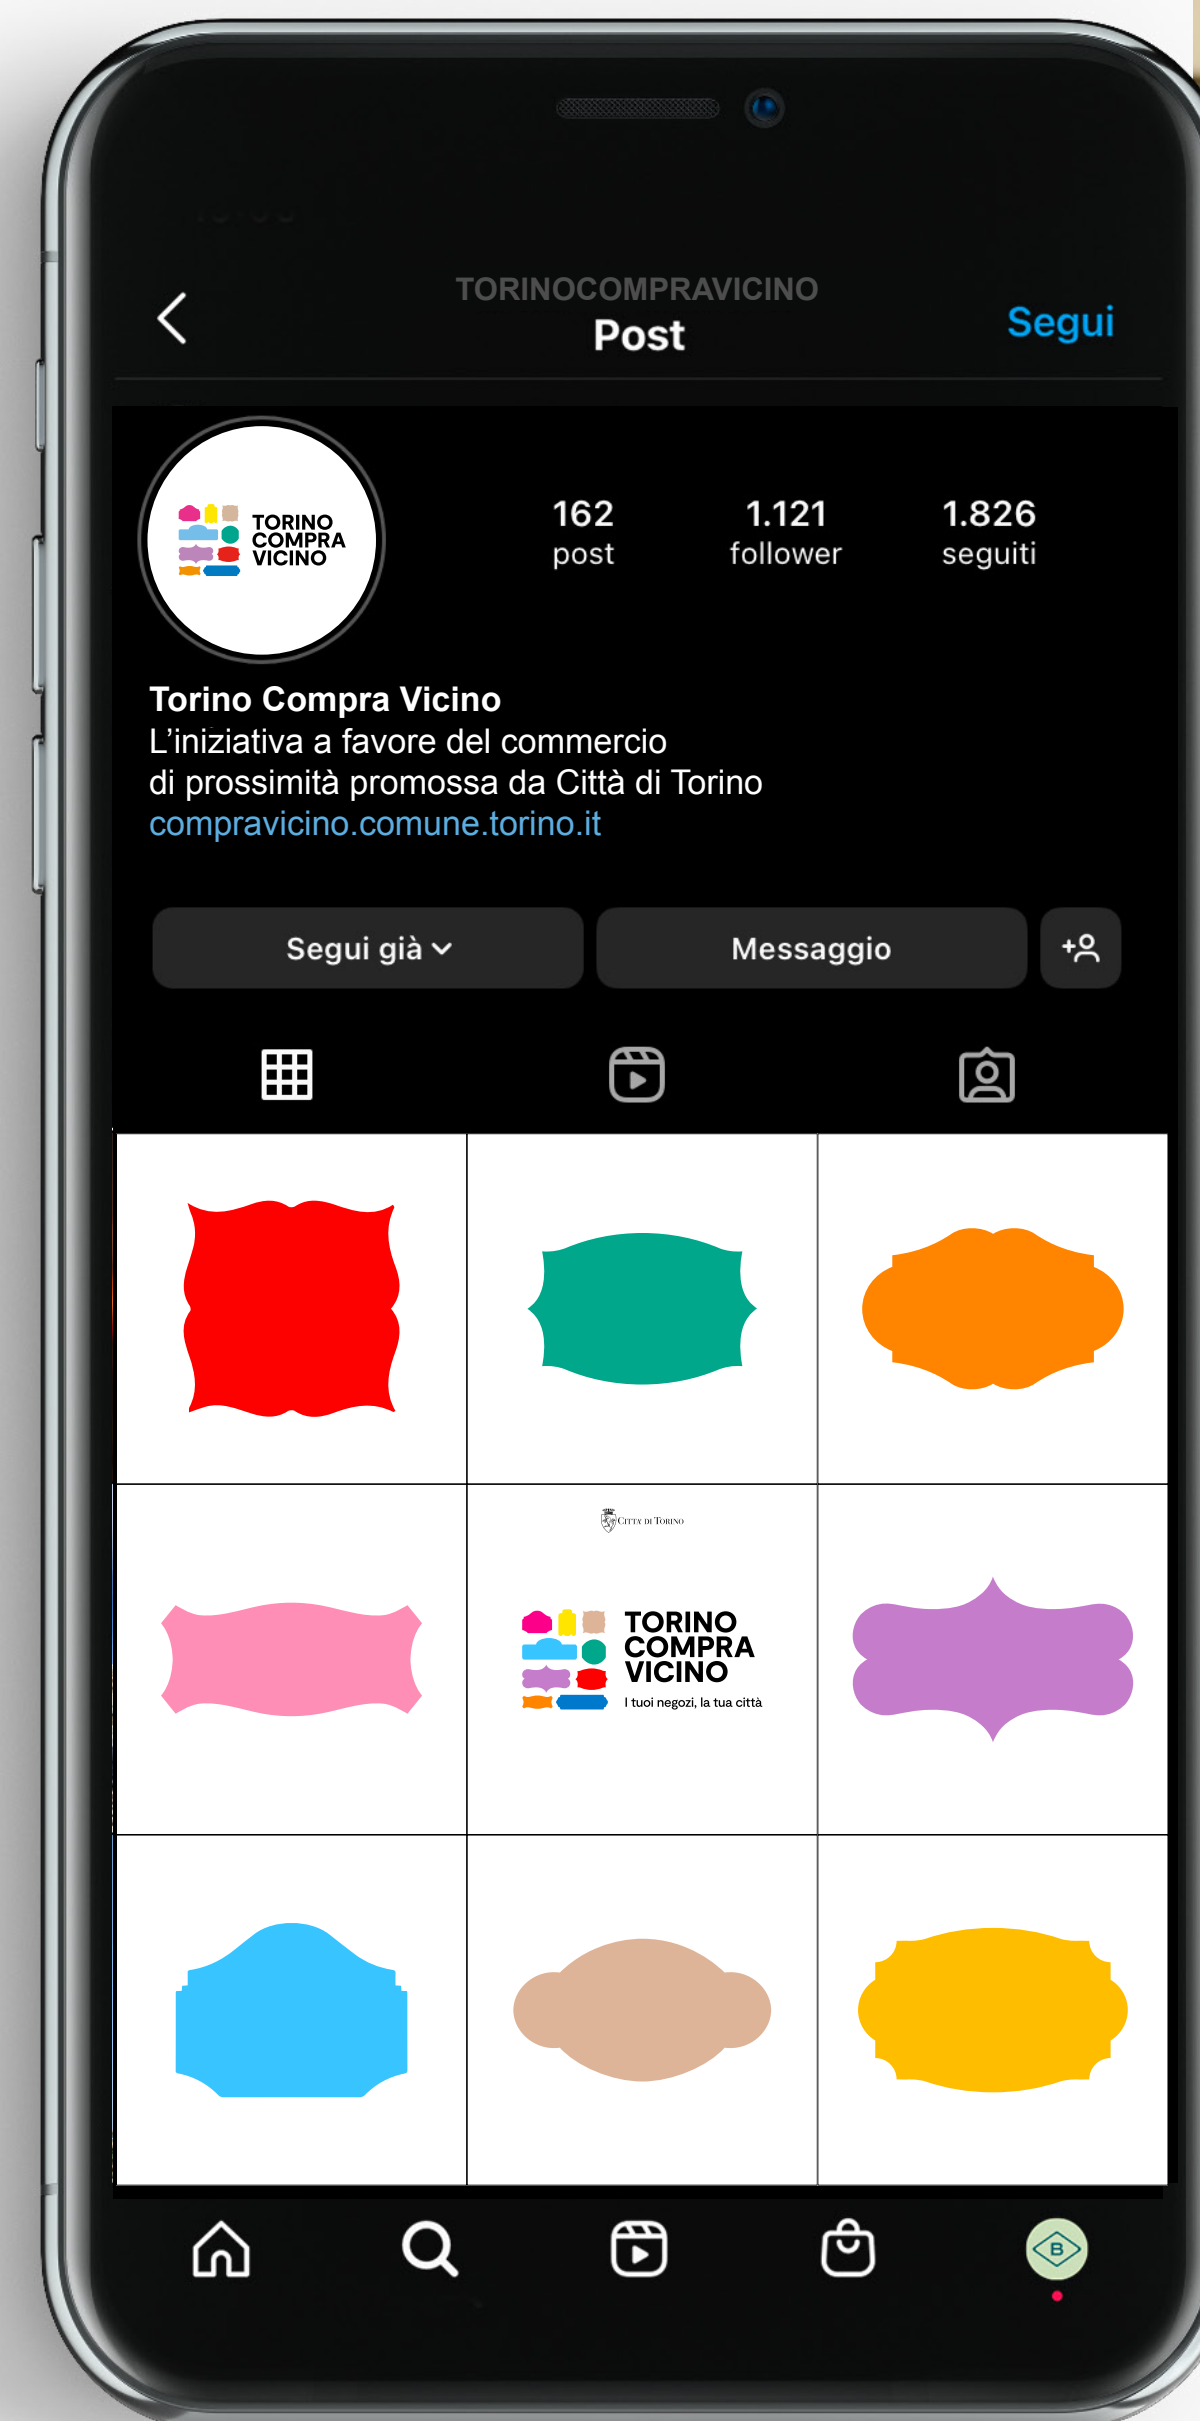 TORINOCOMPRAVICINO
Post
Segui
TORINO
COMPRA
VICINO
162
post
1.121
follower
1.826
seguiti
Torino Compra Vicino
L'iniziativa a favore del commercio
di prossimità promossa da Città di Torino
compravicino.comune.torino.it
Segui già
Messaggio
CITTA' DI TORINO
TORINO
COMPRA
VICINO
I tuoi negozi, la tua città
B